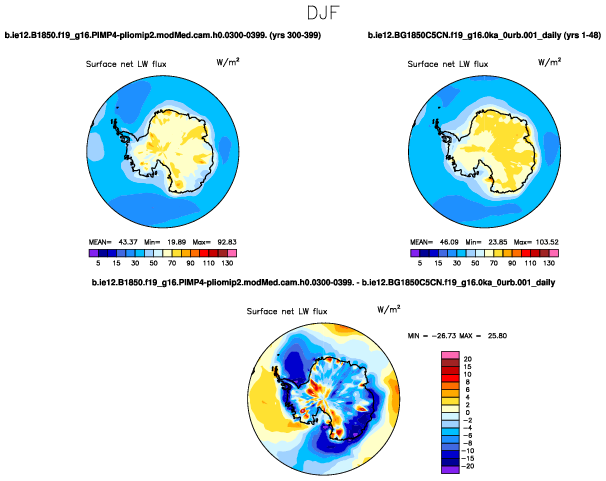 DJF
b.ie12.B1850.f19_g16.PIMP4-pliomip2.modMed.cam.h0.0300-0399. (yrs 300-399)
b.ie12.BG1850C5CN.f19_g16.0ka_0urb.001_daily (yrs 1-48)
Surface net LW flux W/m²
Surface net LW flux W/m²
MEAN= 43.37 Min= 19.89 Max= 92.83
MEAN= 46.09 Min= 23.85 Max= 103.52
5 15 30 50 70 90 110 130
5 15 30 50 70 90 110 130
b.ie12.B1850.f19_g16.PIMP4-pliomip2.modMed.cam.h0.0300-0399. - b.ie12.BG1850C5CN.f19_g16.0ka_0urb.001_daily
Surface net LW flux W/m²
MIN = -26.73 MAX = 25.80
20
15
10
8
6
4
2
0
-2
-4
-6
-8
-10
-15
-20